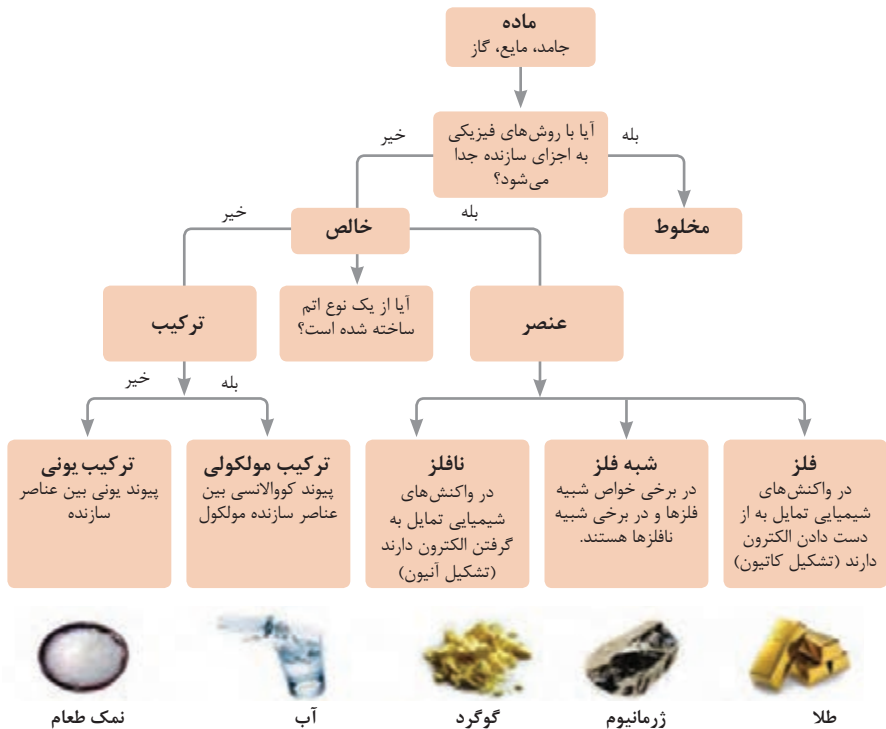 ماده
جامد، مایع، گاز
آیا با روش‌های فیزیکی
به اجزای سازنده جدا
می‌شود؟
بله
خیر
مخلوط
خالص
بله
خیر
عنصر
آیا از یک نوع اتم
ساخته شده است؟
ترکیب
بله
خیر
فلز
در واکنش‌های
شیمیایی تمایل به از
دست دادن الکترون
دارند (تشکیل کاتیون)
شبه فلز
در برخی خواص شبیه
فلزها و در برخی شبیه
نافلزها هستند.
نافلز
در واکنش‌های
شیمیایی تمایل به
گرفتن الکترون دارند
(تشکیل آنیون)
ترکیب مولکولی
پیوند کووالانسی بین
عناصر سازنده مولکول
ترکیب یونی
پیوند یونی بین عناصر
سازنده
طلا
ژرمانیوم
گوگرد
آب
نمک طعام